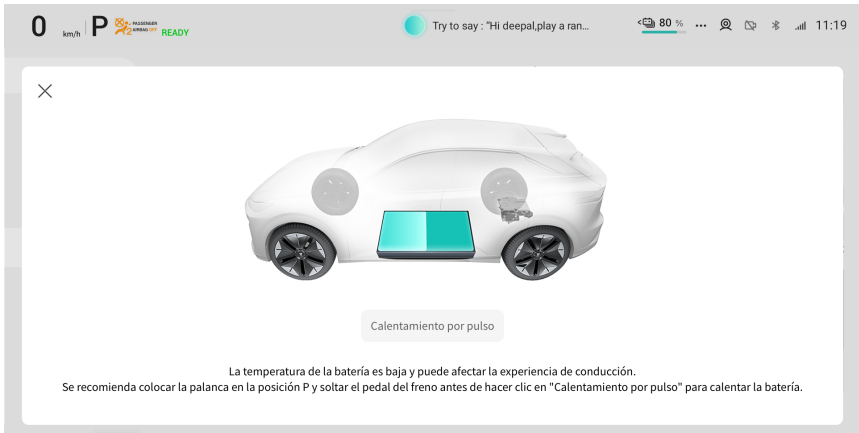 0 km/h P PASSENGER AIRBAG OFF READY
Try to say : “Hi deepal,play a ran...
80 %
11:19
Calentamiento por pulso
La temperatura de la batería es baja y puede afectar la experiencia de conducción.
Se recomienda colocar la palanca en la posición P y soltar el pedal del freno antes de hacer clic en "Calentamiento por pulso" para calentar la batería.